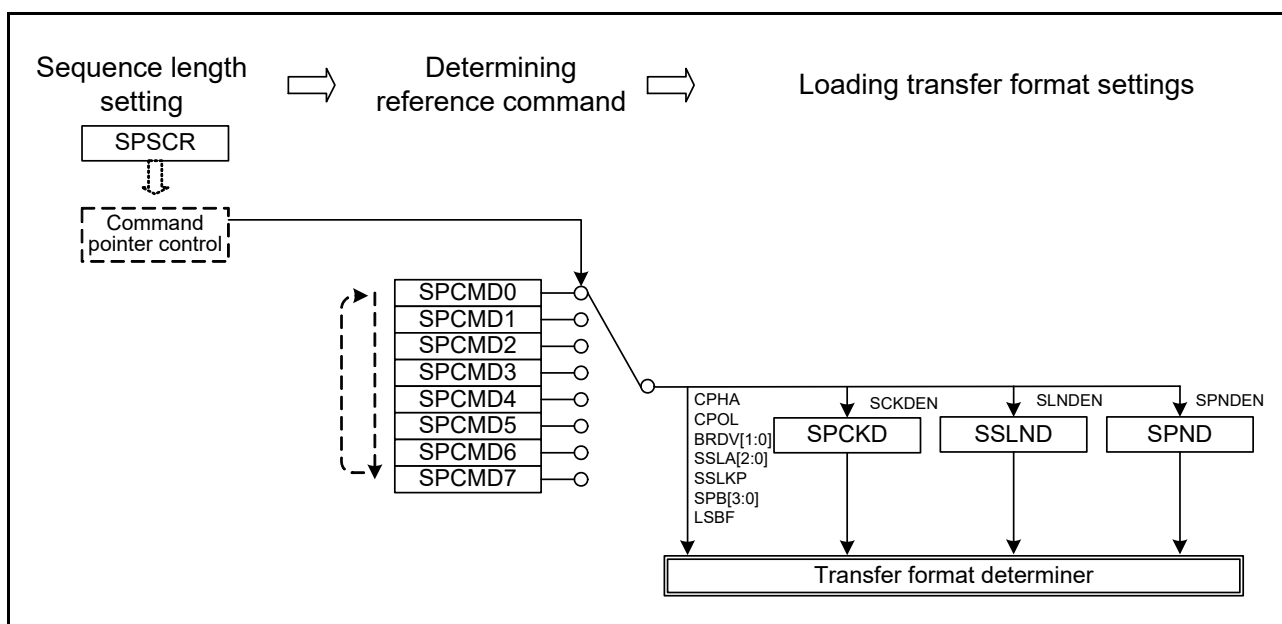 Sequence length
setting
Determining
reference command
Loading transfer format settings
SPSCR
Command
pointer control
SPCMD0
SPCMD1
SPCMD2
SPCMD3
SPCMD4
SPCMD5
SPCMD6
SPCMD7
CPHA
CPOL
BRDV[1:0]
SSLA[2:0]
SSLKP
SPB[3:0]
LSBF
SCKDEN
SPCKD
SLNDEN
SSLND
SPNDEN
SPND
Transfer format determiner